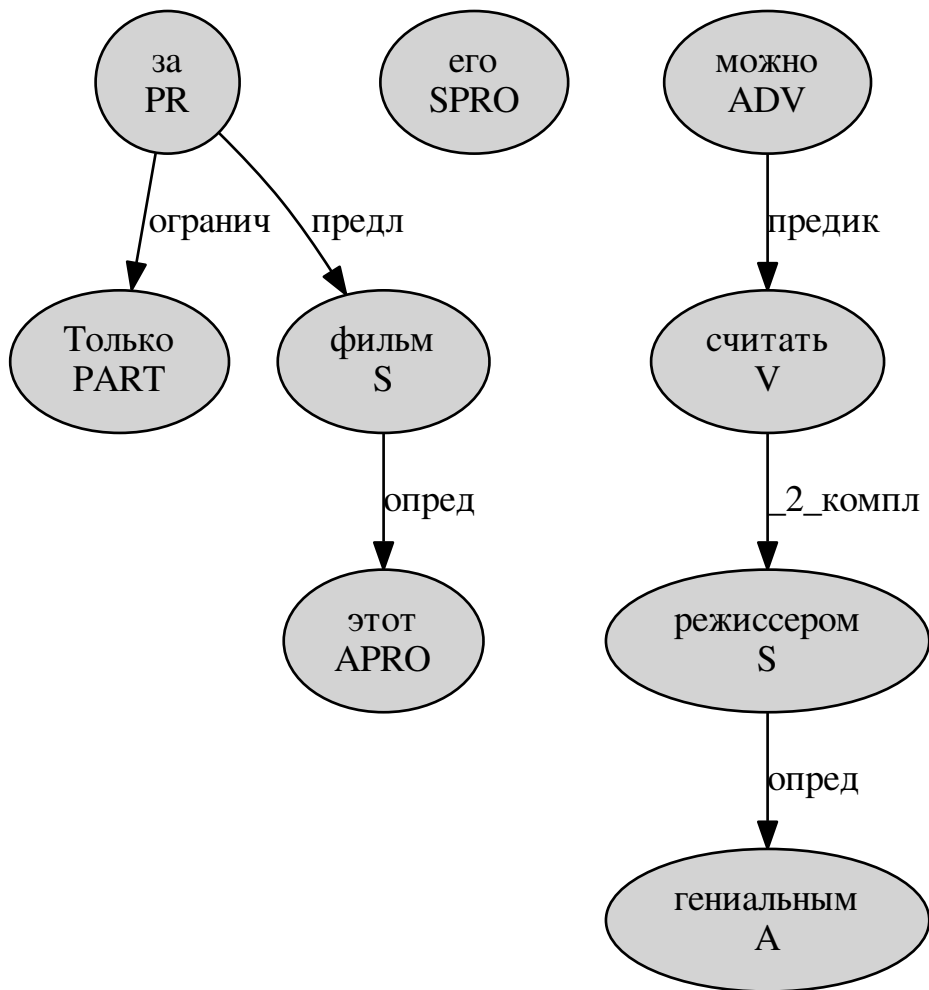 за
PR
его
SPRO
можно
ADV
огранич
предл
предик
Только
PART
фильм
S
считать
V
опред
_2_компл
этот
APRO
режиссером
S
опред
гениальным
A